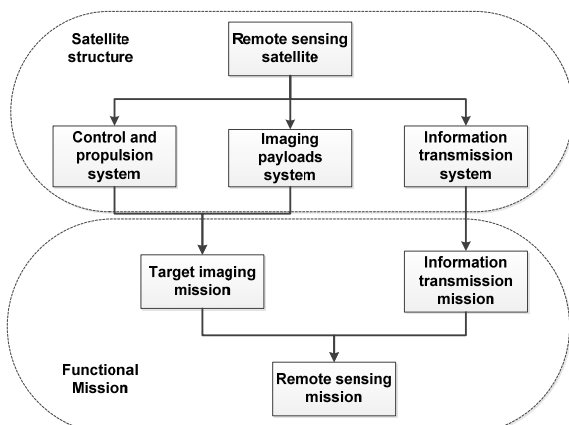 Satellite
structure
Remote sensing
satellite
Control and
propulsion
system
Imaging
payloads
system
Information
transmission
system
Target imaging
mission
Information
transmission
mission
Functional
Mission
Remote sensing
mission